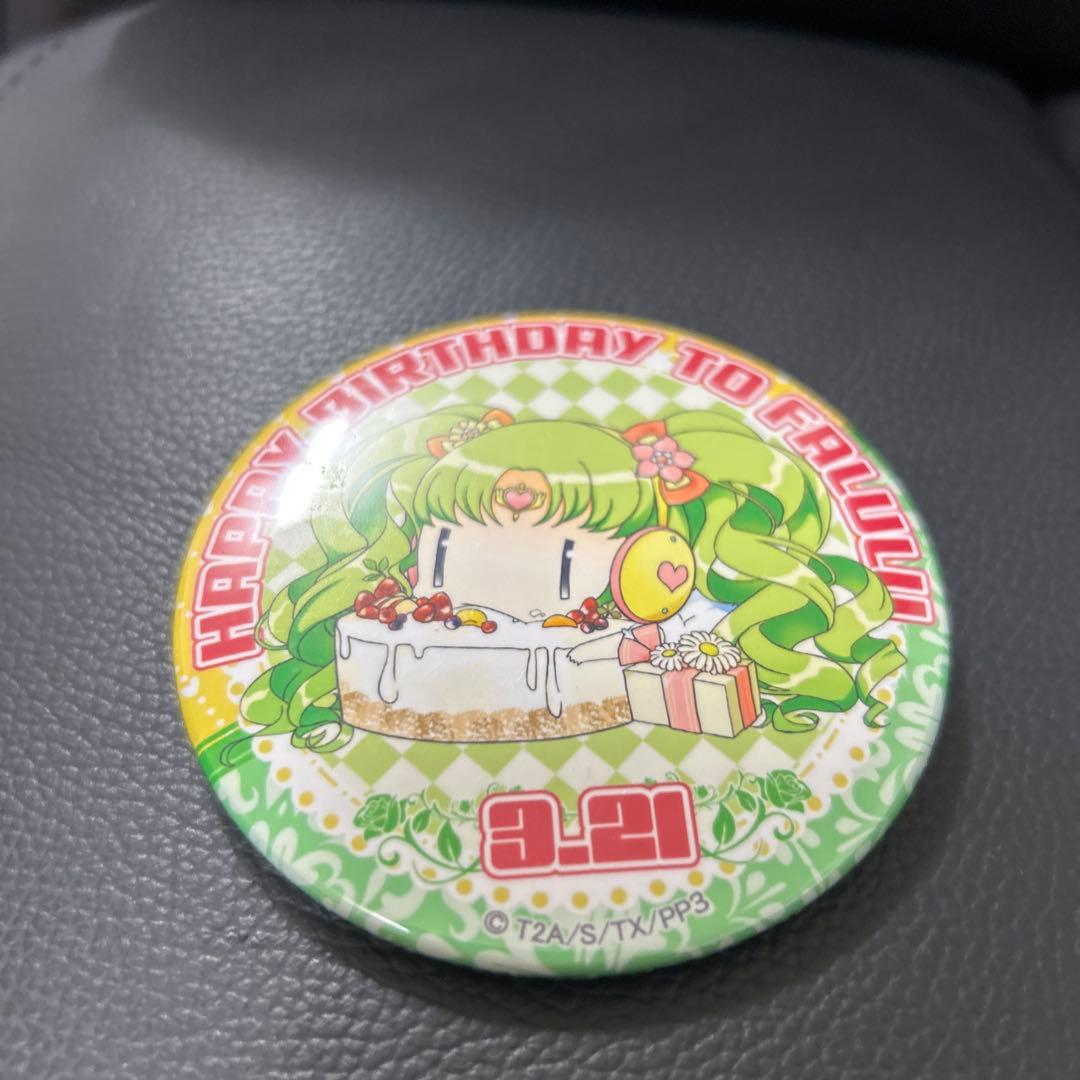 HAPPY BIRTHDAY TO FALULU
3.21
© T2A/S/TX/PP3